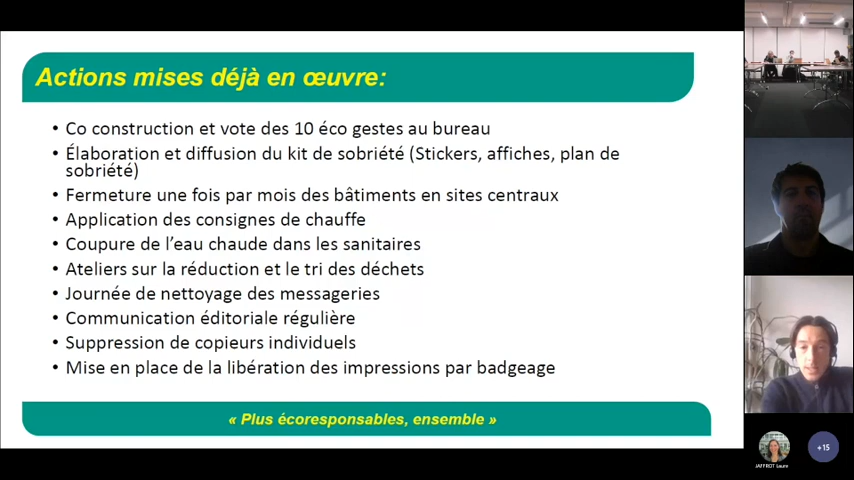 Actions mises déjà en œuvre:
• Co construction et vote des 10 éco gestes au bureau
• Élaboration et diffusion du kit de sobriété (Stickers, affiches, plan de
sobriété)
• Fermeture une fois par mois des bâtiments en sites centraux
• Application des consignes de chauffe
• Coupure de l’eau chaude dans les sanitaires
• Ateliers sur la réduction et le tri des déchets
• Journée de nettoyage des messageries
• Communication éditoriale régulière
• Suppression de copieurs individuels
• Mise en place de la libération des impressions par badgeage
« Plus écoresponsables, ensemble »
JAFFROT Laure
+15